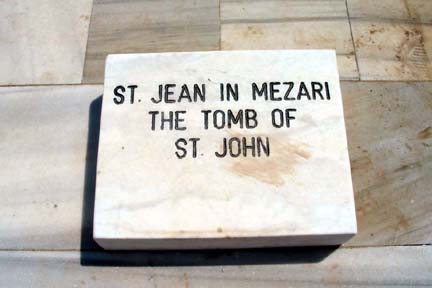 ST. JEAN IN MEZARI
THE TOMB OF
ST. JOHN